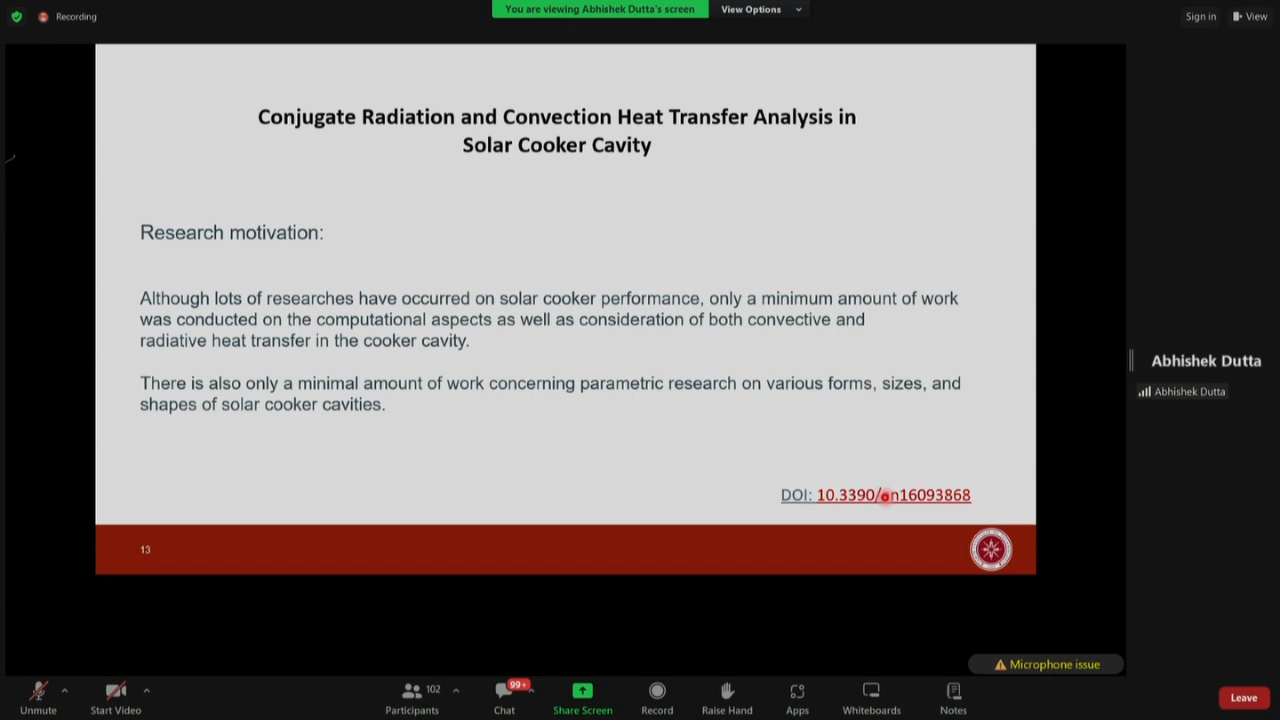 Recording
You are viewing Abhishek Dutta's screen
View Options
Sign in
View
Conjugate Radiation and Convection Heat Transfer Analysis in
Solar Cooker Cavity
Research motivation:
Although lots of researches have occurred on solar cooker performance, only a minimum amount of work
was conducted on the computational aspects as well as consideration of both convective and
radiative heat transfer in the cooker cavity.
There is also only a minimal amount of work concerning parametric research on various forms, sizes, and
shapes of solar cooker cavities.
DOI: 10.3390/en16093868
13
Abhishek Dutta
Abhishek Dutta
Microphone issue
Unmute
Start Video
102
Participants
99+
Chat
Share Screen
Record
Raise Hand
Apps
Whiteboards
Notes
Leave